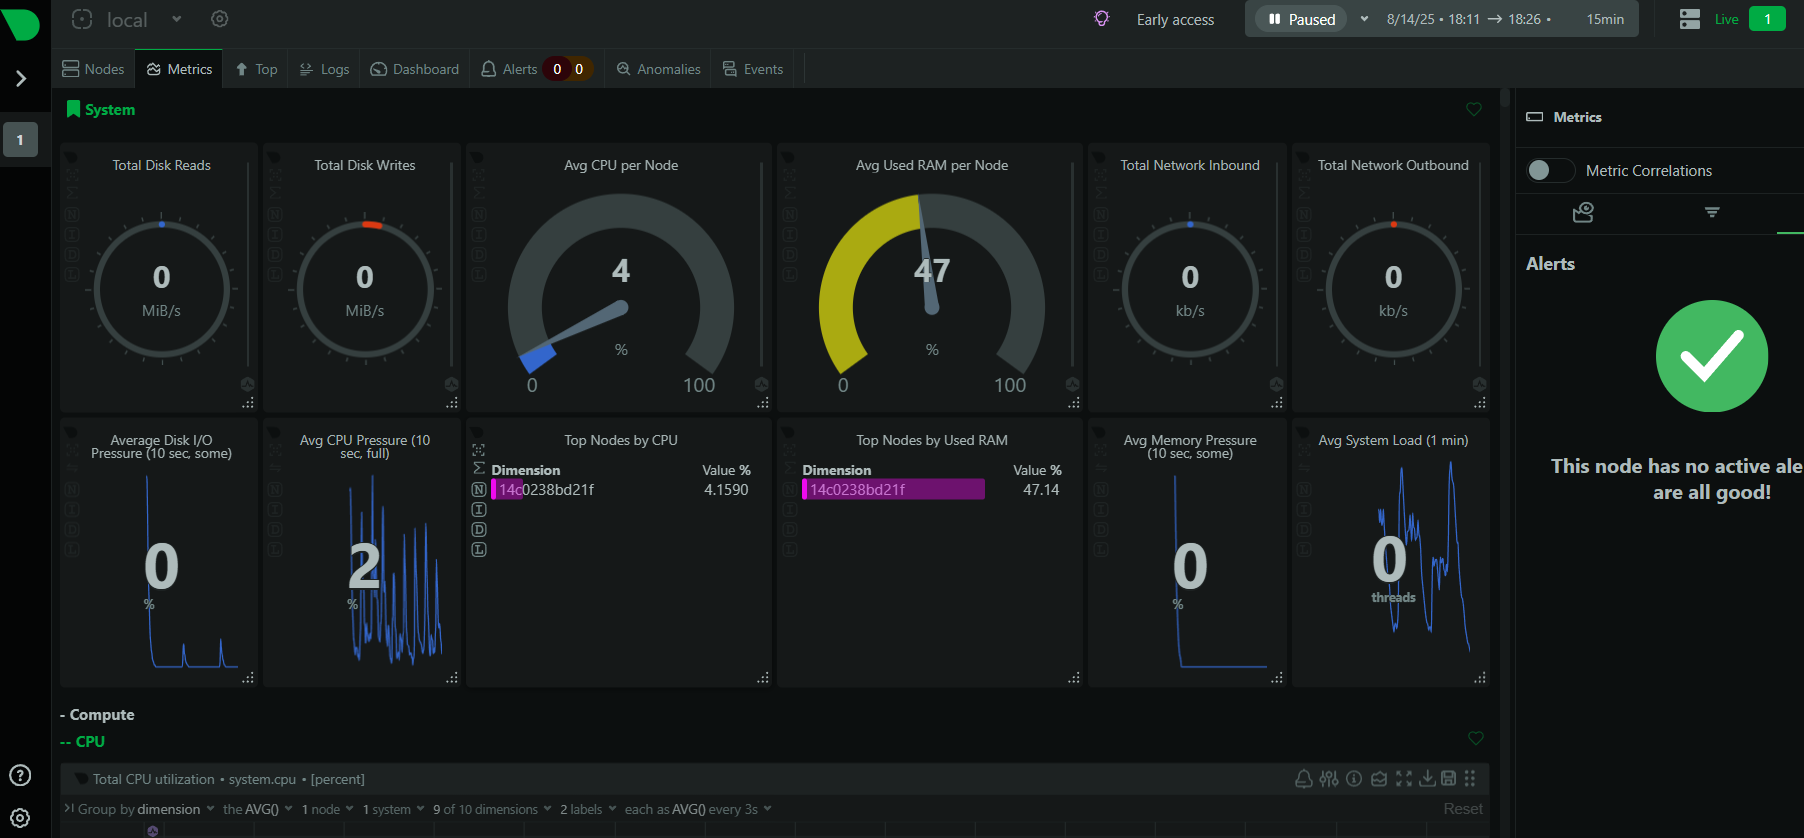 local
Early access
Paused
8/14/25 • 18:11 → 18:26 •
15min
Live
1
Nodes
Metrics
Top
Logs
Dashboard
Alerts
0
0
Anomalies
Events
1
System
Metrics
Metric Correlations
Alerts
This node has no active ale
are all good!
Total Disk Reads
N
I
D
L
0
MiB/s
Total Disk Writes
N
I
D
L
0
MiB/s
Avg CPU per Node
N
I
D
L
4
%
0
100
Avg Used RAM per Node
N
I
D
L
47
%
0
100
Total Network Inbound
N
I
D
L
0
kb/s
Total Network Outbound
N
I
D
L
0
kb/s
Average Disk I/O
Pressure (10 sec, some)
N
I
D
L
0
%
Avg CPU Pressure (10
sec, full)
N
I
D
L
2
%
Top Nodes by CPU
Dimension
Value %
N
I
D
L
14c0238bd21f
4.1590
Top Nodes by Used RAM
Dimension
Value %
N
I
D
L
14c0238bd21f
47.14
Avg Memory Pressure
(10 sec, some)
N
I
D
L
0
%
Avg System Load (1 min)
N
I
D
L
0
threads
- Compute
-- CPU
Total CPU utilization • system.cpu • [percent]
Group by dimension
the AVG()
1 node
1 system
9 of 10 dimensions
2 labels
each as AVG() every 3s
Reset